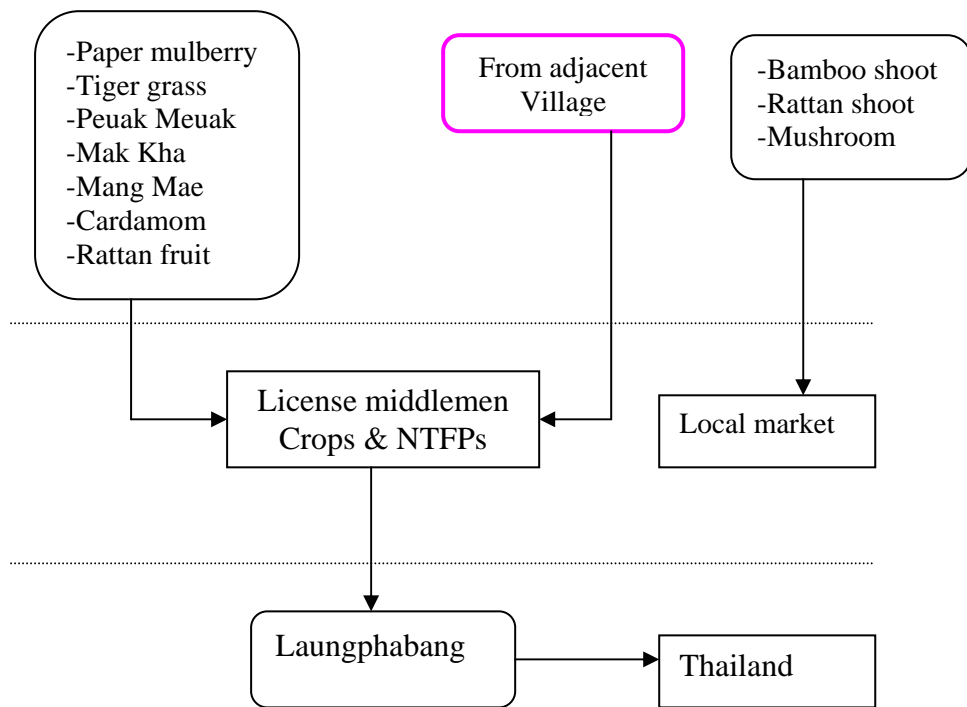 -Paper mulberry
-Tiger grass
-Peuak Meuak
-Mak Kha
-Mang Mae
-Cardamom
-Rattan fruit
From adjacent
Village
-Bamboo shoot
-Rattan shoot
-Mushroom
License middlemen
Crops & NTFPs
Local market
Laungphabang
Thailand